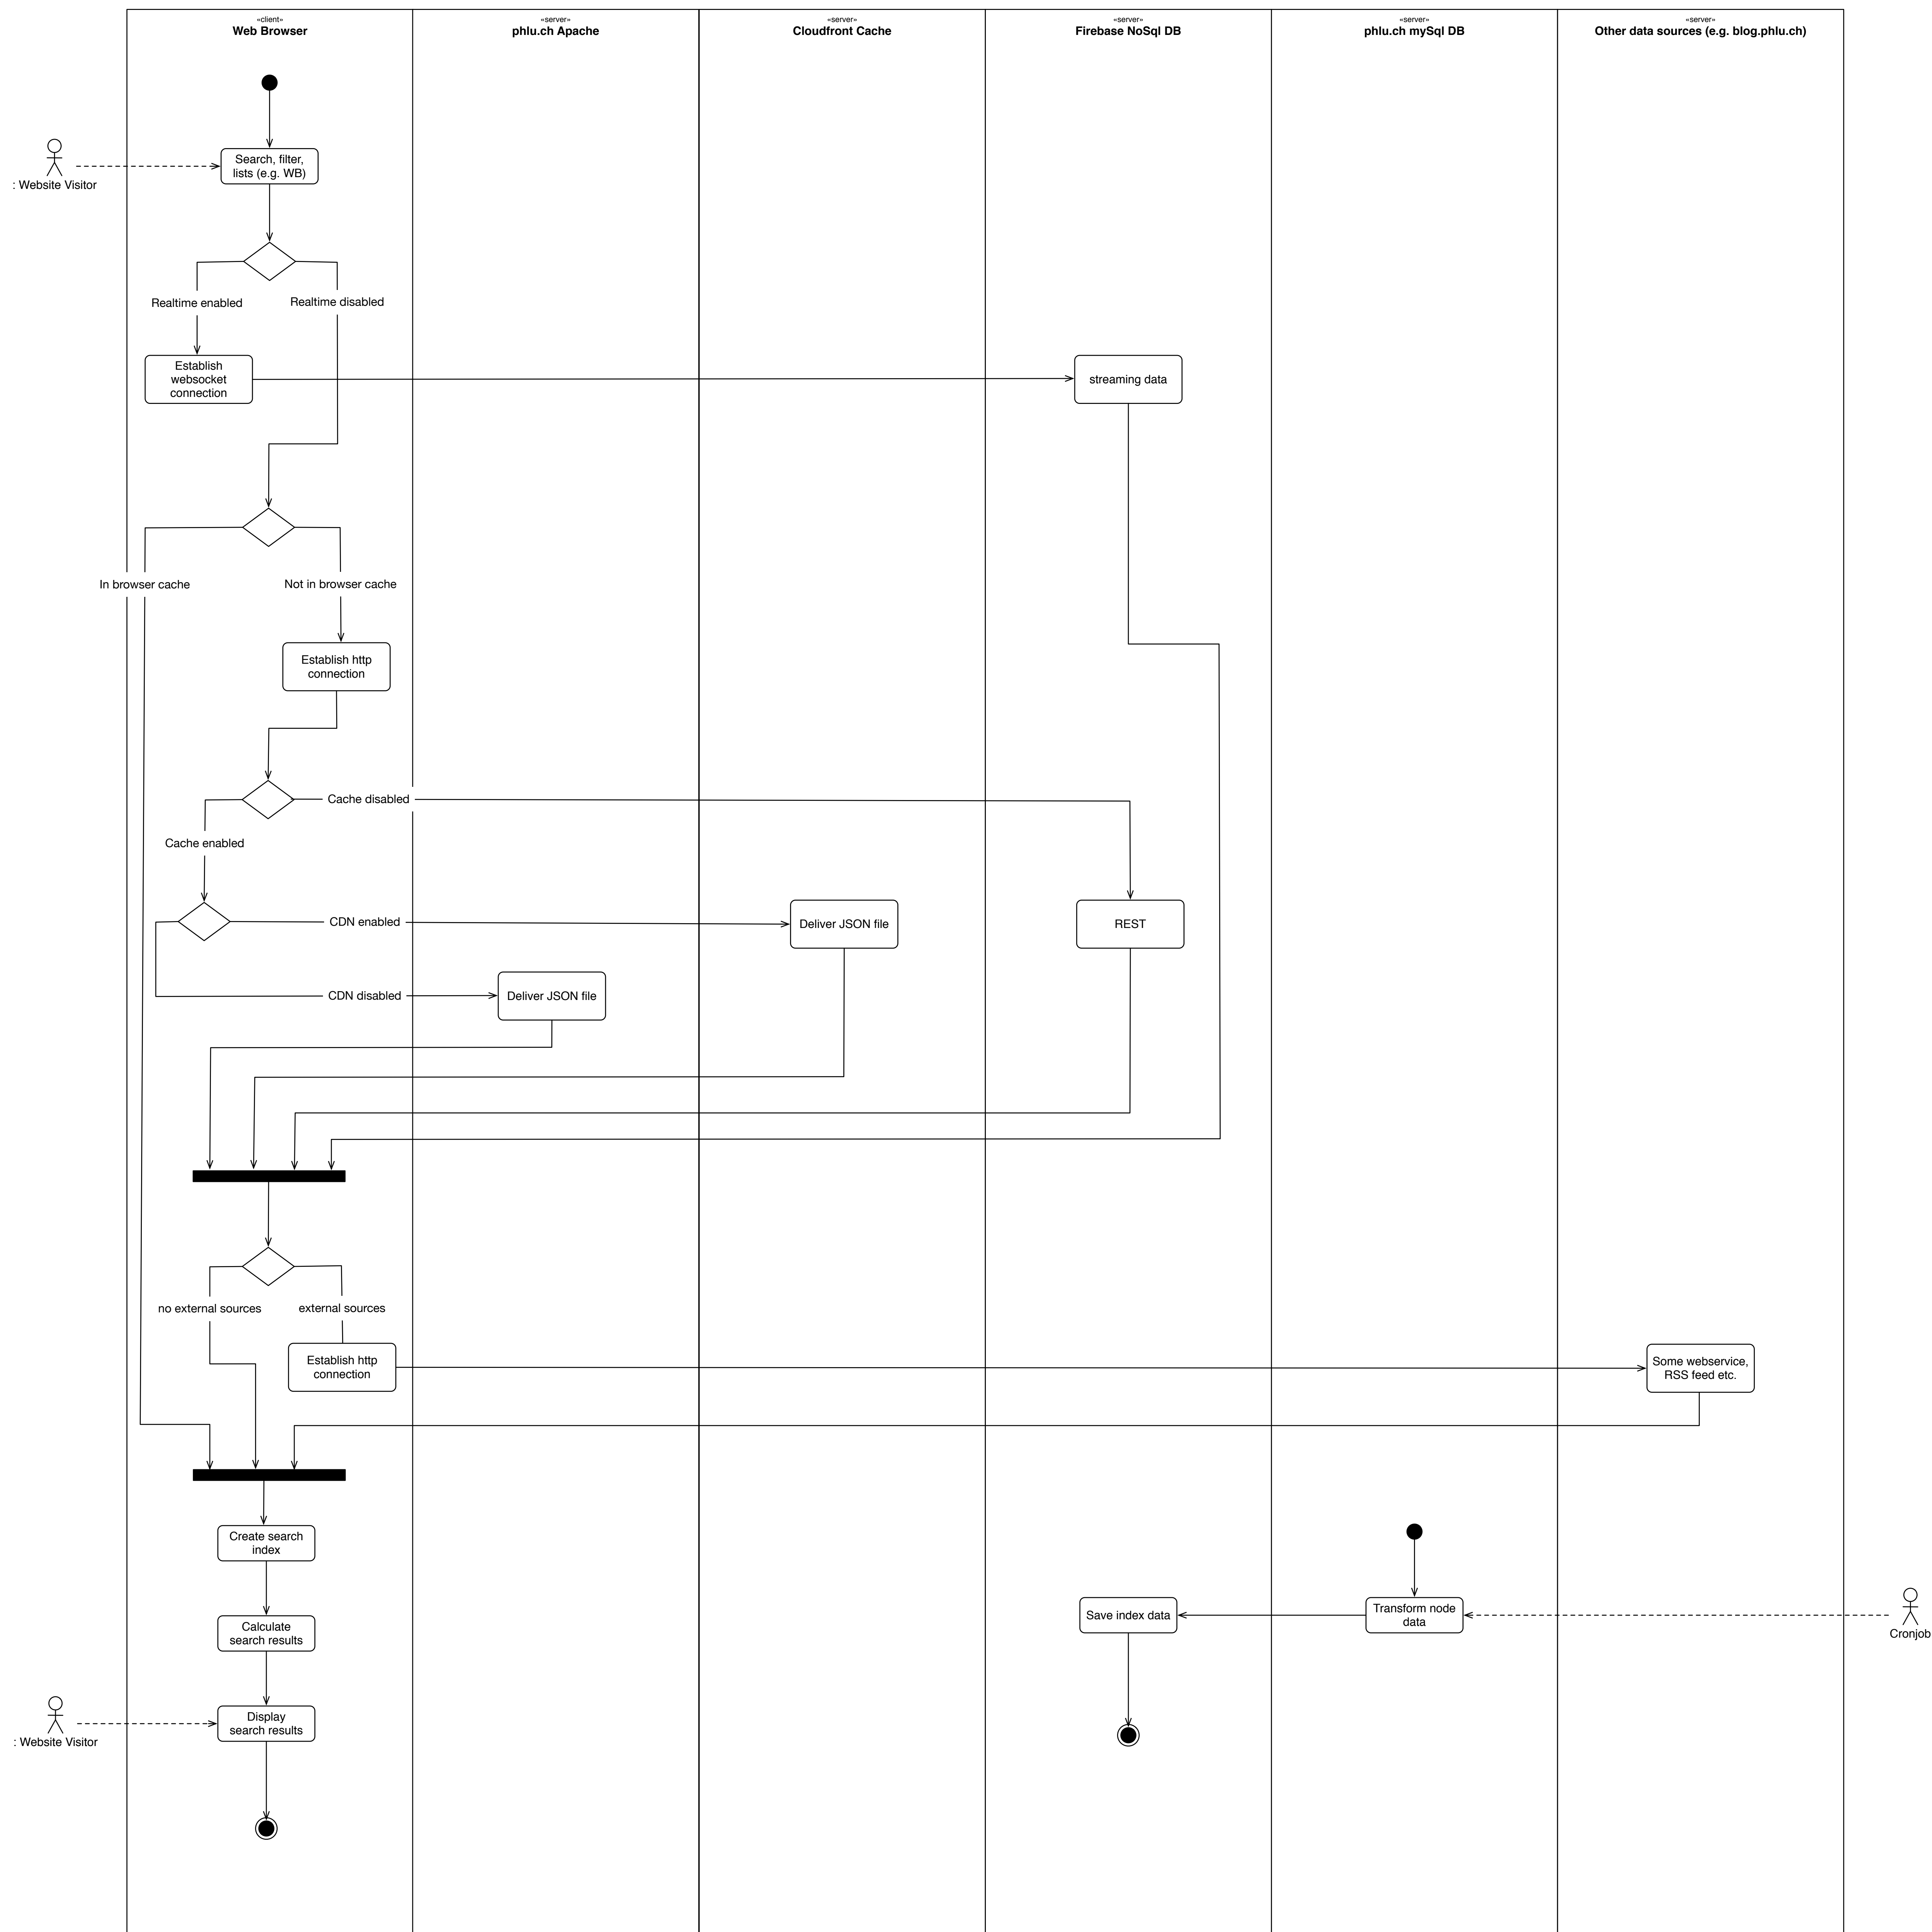 «client»
Web Browser
«server»
phlu.ch Apache
«server»
Cloudfront Cache
«server»
Firebase NoSql DB
«server»
phlu.ch mySql DB
«server»
Other data sources (e.g. blog.phlu.ch)
Search, filter,
lists (e.g. WB)
: Website Visitor
Realtime enabled
Realtime disabled
Establish
websocket
connection
streaming data
In browser cache
Not in browser cache
Establish http
connection
Cache disabled
Cache enabled
CDN enabled
Deliver JSON file
REST
CDN disabled
Deliver JSON file
no external sources
external sources
Establish http
connection
Some webservice,
RSS feed etc.
Create search
index
Calculate
search results
Save index data
Transform node
data
Cronjob
Display
search results
: Website Visitor